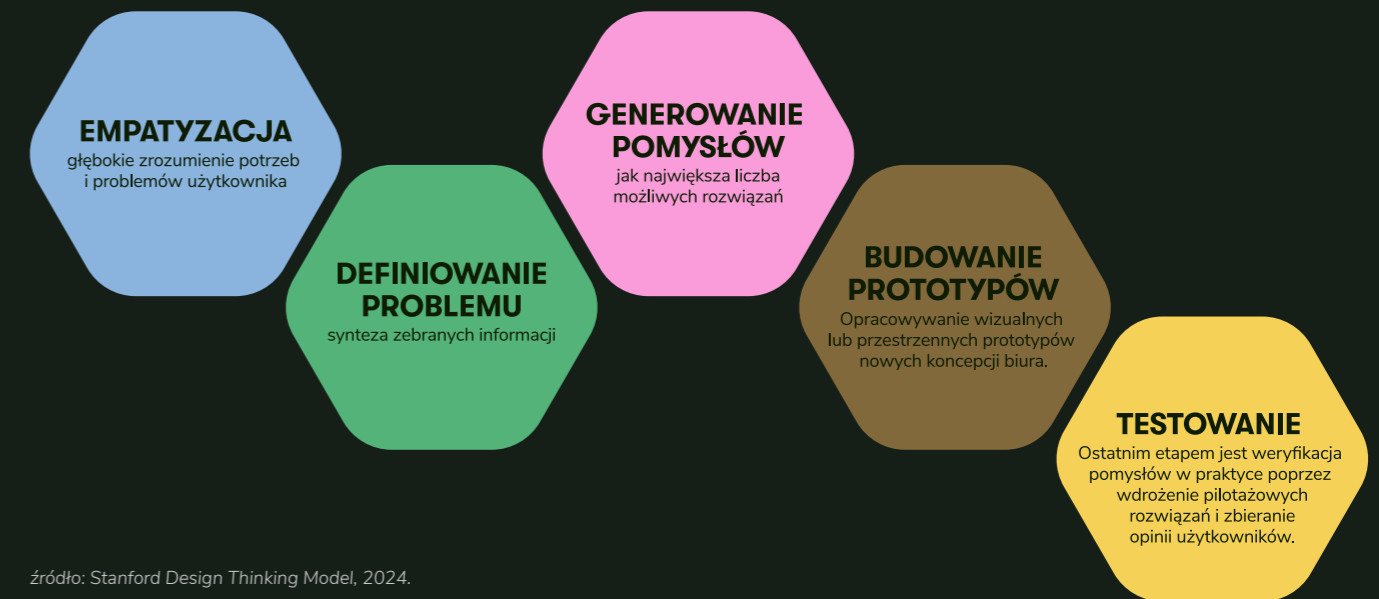 EMPATYZACJA
głębokie zrozumienie potrzeb
i problemów użytkownika
DEFINIOWANIE
PROBLEMU
synteza zebranych informacji
GENEROWANIE
POMYSŁÓW
jak największa liczba
możliwych rozwiązań
BUDOWANIE
PROTOTYPÓW
Opracowywanie wizualnych
lub przestrzennych prototypów
nowych koncepcji biura.
TESTOWANIE
Ostatnim etapem jest weryfikacja
pomysłów w praktyce poprzez
wdrożenie pilotażowych
rozwiązań i zbieranie
opinii użytkowników.
źródło: Stanford Design Thinking Model, 2024.